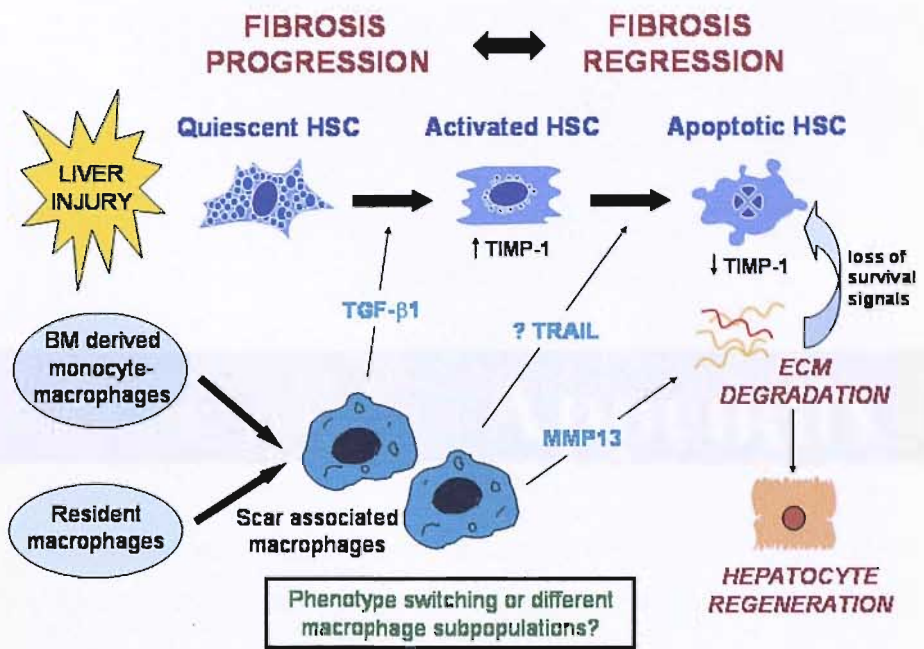 FIBROSIS
PROGRESSION
FIBROSIS
REGRESSION
LIVER
INJURY
Quiescent HSC
Activated HSC
Apoptotic HSC
↑ TIMP-1
↓ TIMP-1
loss of
survival
signals
TGF-β1
? TRAIL
MMP13
ECM
DEGRADATION
BM derived
monocyte-
macrophages
Resident
macrophages
Scar associated
macrophages
HEPATOCYTE
REGENERATION
Phenotype switching or different
macrophage subpopulations?